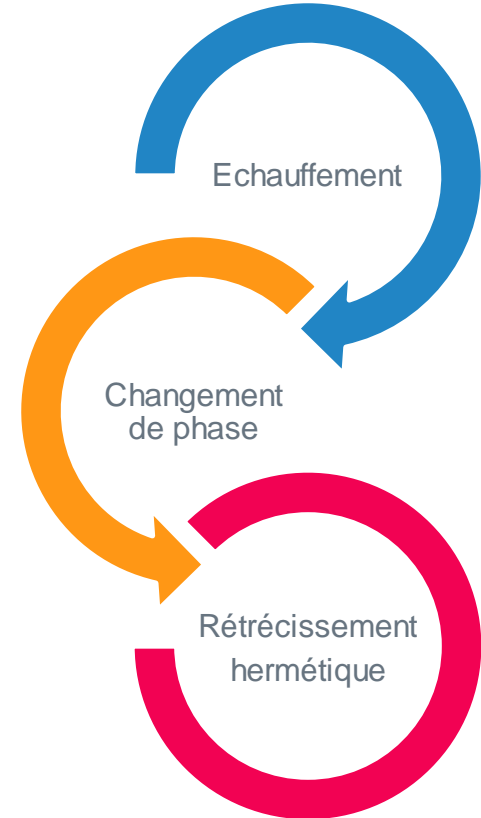 Echauffement
Changement
de phase
Rétrécissement
hermétique